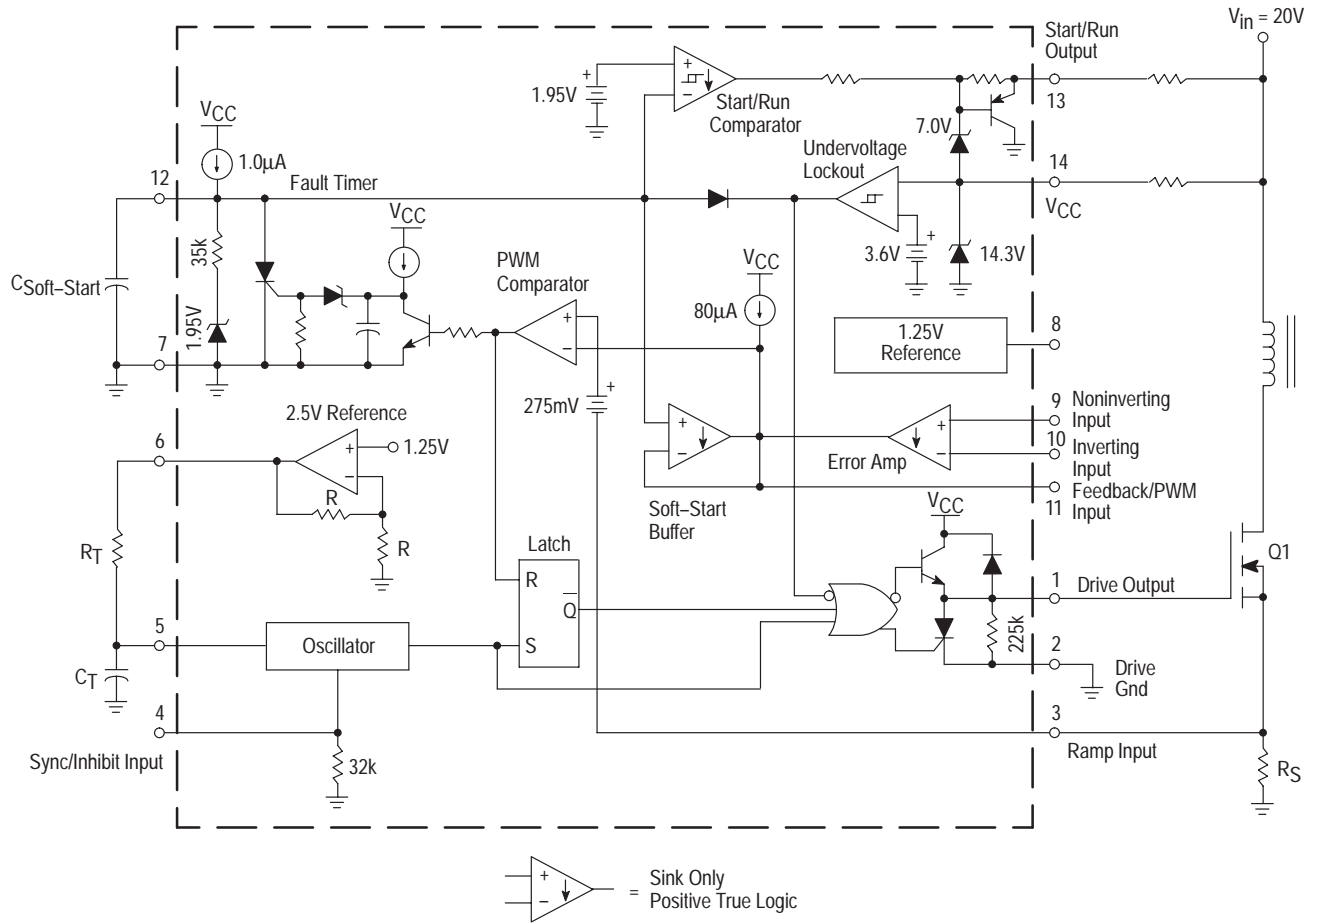 Vin = 20V
Start/Run
Output
13
+
1.95V
+
−
Start/Run
Comparator
7.0V
Undervoltage
Lockout
14
VCC
VCC
1.0µA
12
Fault Timer
VCC
3.6V
+
14.3V
35k
CSoft–Start
1.95V
7
PWM
Comparator
+
−
VCC
80µA
1.25V
Reference
8
+
275mV
2.5V Reference
6
+
−
1.25V
R
R
RT
+
−
Soft–Start
Buffer
Error Amp
+
−
9
Noninverting
Input
10
Inverting
Input
11
Feedback/PWM
Input
VCC
Latch
R
Q
S
Q1
1
Drive Output
225k
2
Drive
Gnd
5
Oscillator
CT
4
Sync/Inhibit Input
32k
3
Ramp Input
RS
+
−
=
Sink Only
Positive True Logic